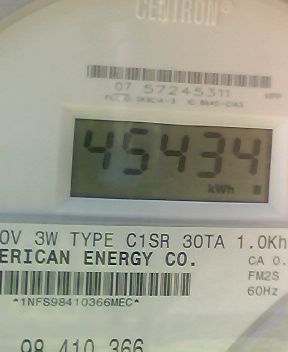 CENTRON®
07 57245311
45434
kWh
0V 3W TYPE C1SR 30TA 1.0Kh
ERICAN ENERGY CO.
CA 0.
FM2S
60Hz
*1NFS98410366MEC*
98 410 366